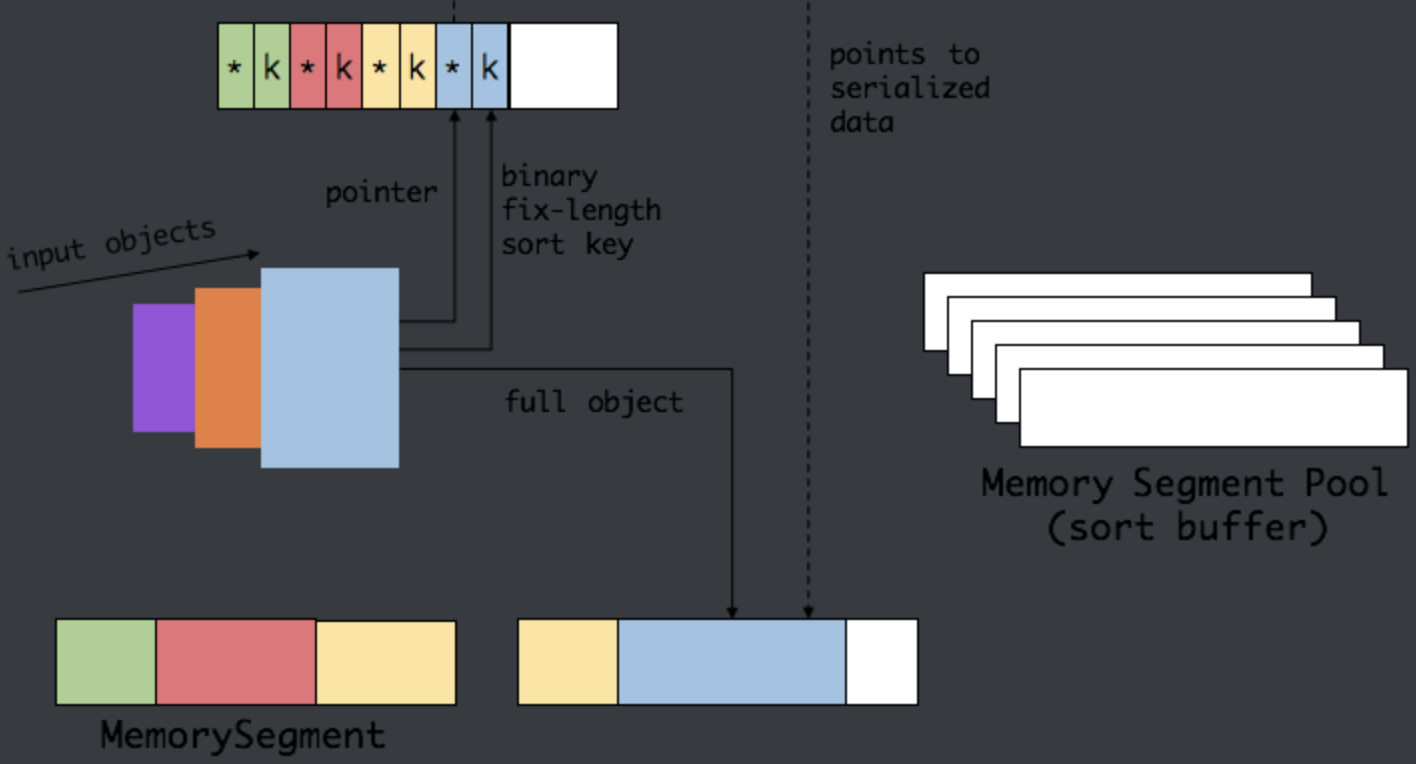 * k * k * k * k
points to
serialized
data
pointer
binary
fix-length
sort key
input objects
full object
Memory Segment Pool
(sort buffer)
MemorySegment